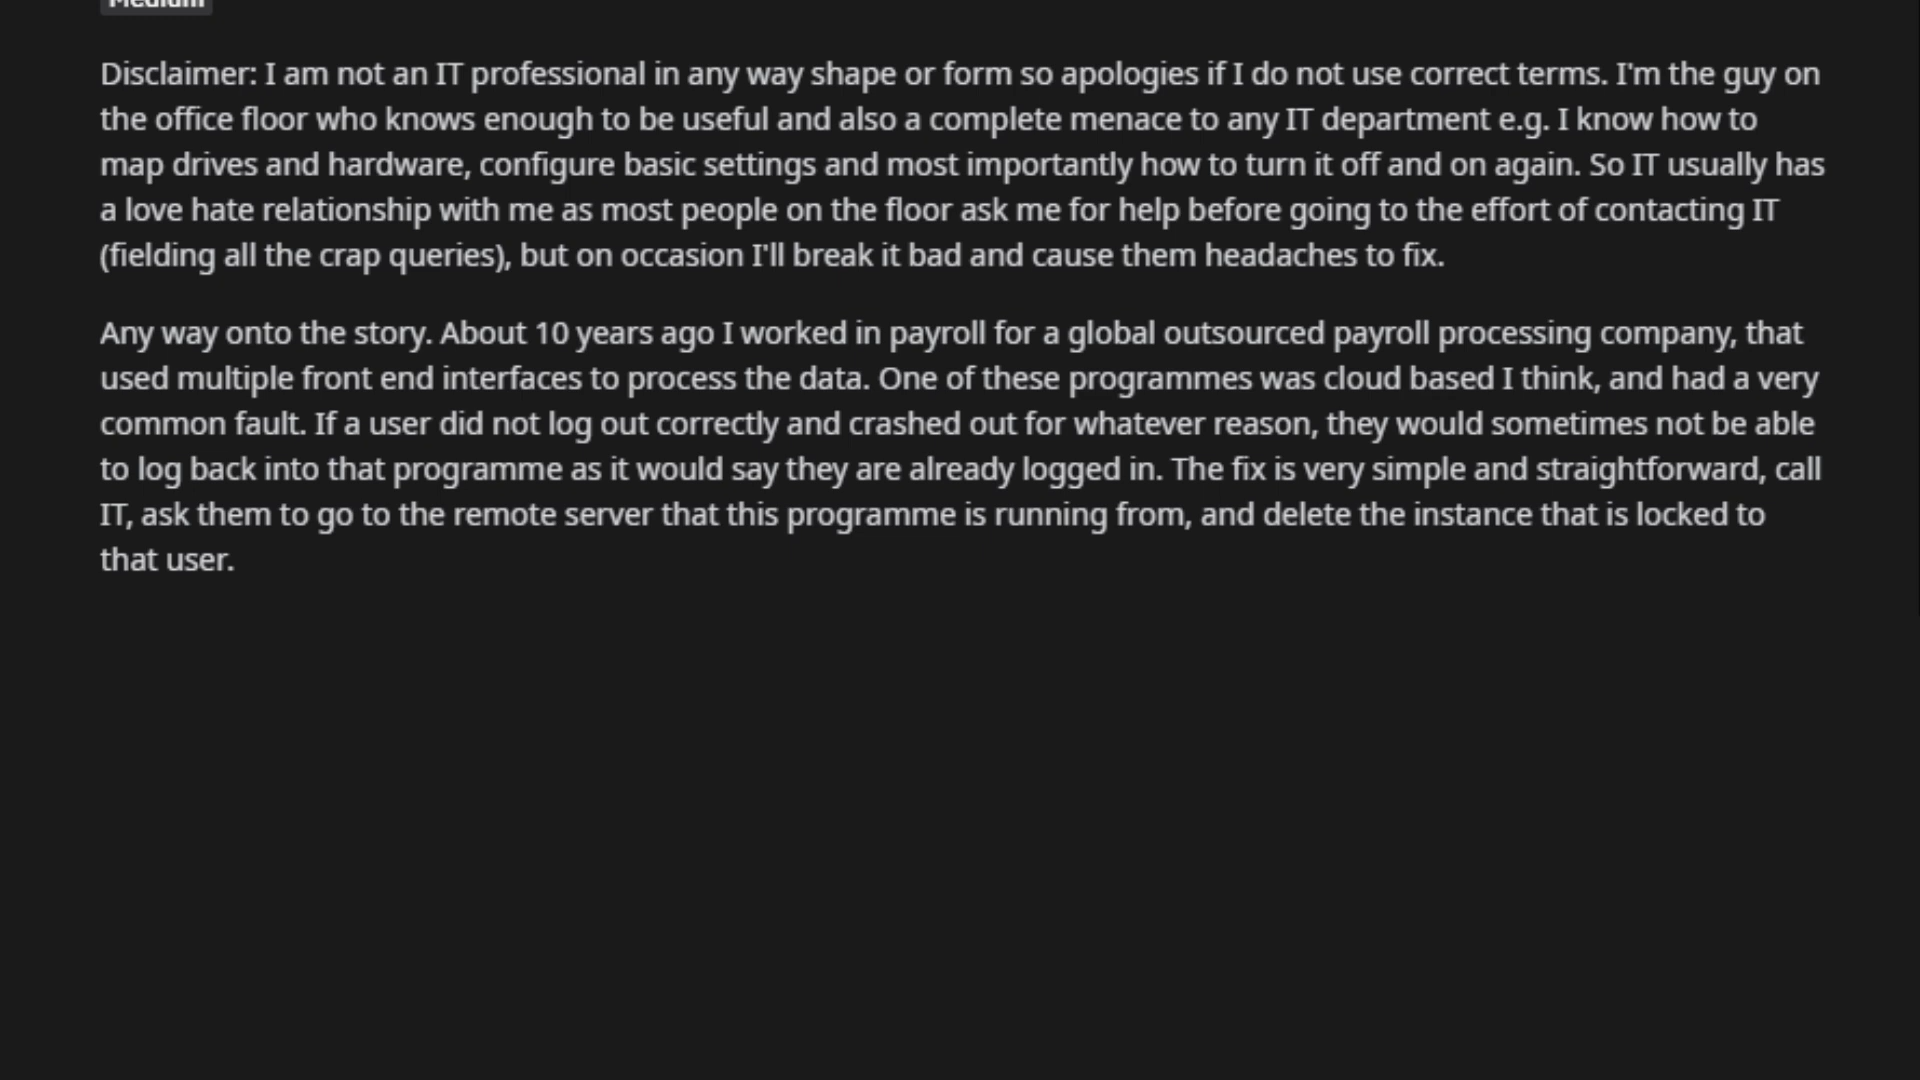 Medium
Disclaimer: I am not an IT professional in any way shape or form so apologies if I do not use correct terms. I'm the guy on
the office floor who knows enough to be useful and also a complete menace to any IT department e.g. I know how to
map drives and hardware, configure basic settings and most importantly how to turn it off and on again. So IT usually has
a love hate relationship with me as most people on the floor ask me for help before going to the effort of contacting IT
(fielding all the crap queries), but on occasion I'll break it bad and cause them headaches to fix.
Any way onto the story. About 10 years ago I worked in payroll for a global outsourced payroll processing company, that
used multiple front end interfaces to process the data. One of these programmes was cloud based I think, and had a very
common fault. If a user did not log out correctly and crashed out for whatever reason, they would sometimes not be able
to log back into that programme as it would say they are already logged in. The fix is very simple and straightforward, call
IT, ask them to go to the remote server that this programme is running from, and delete the instance that is locked to
that user.